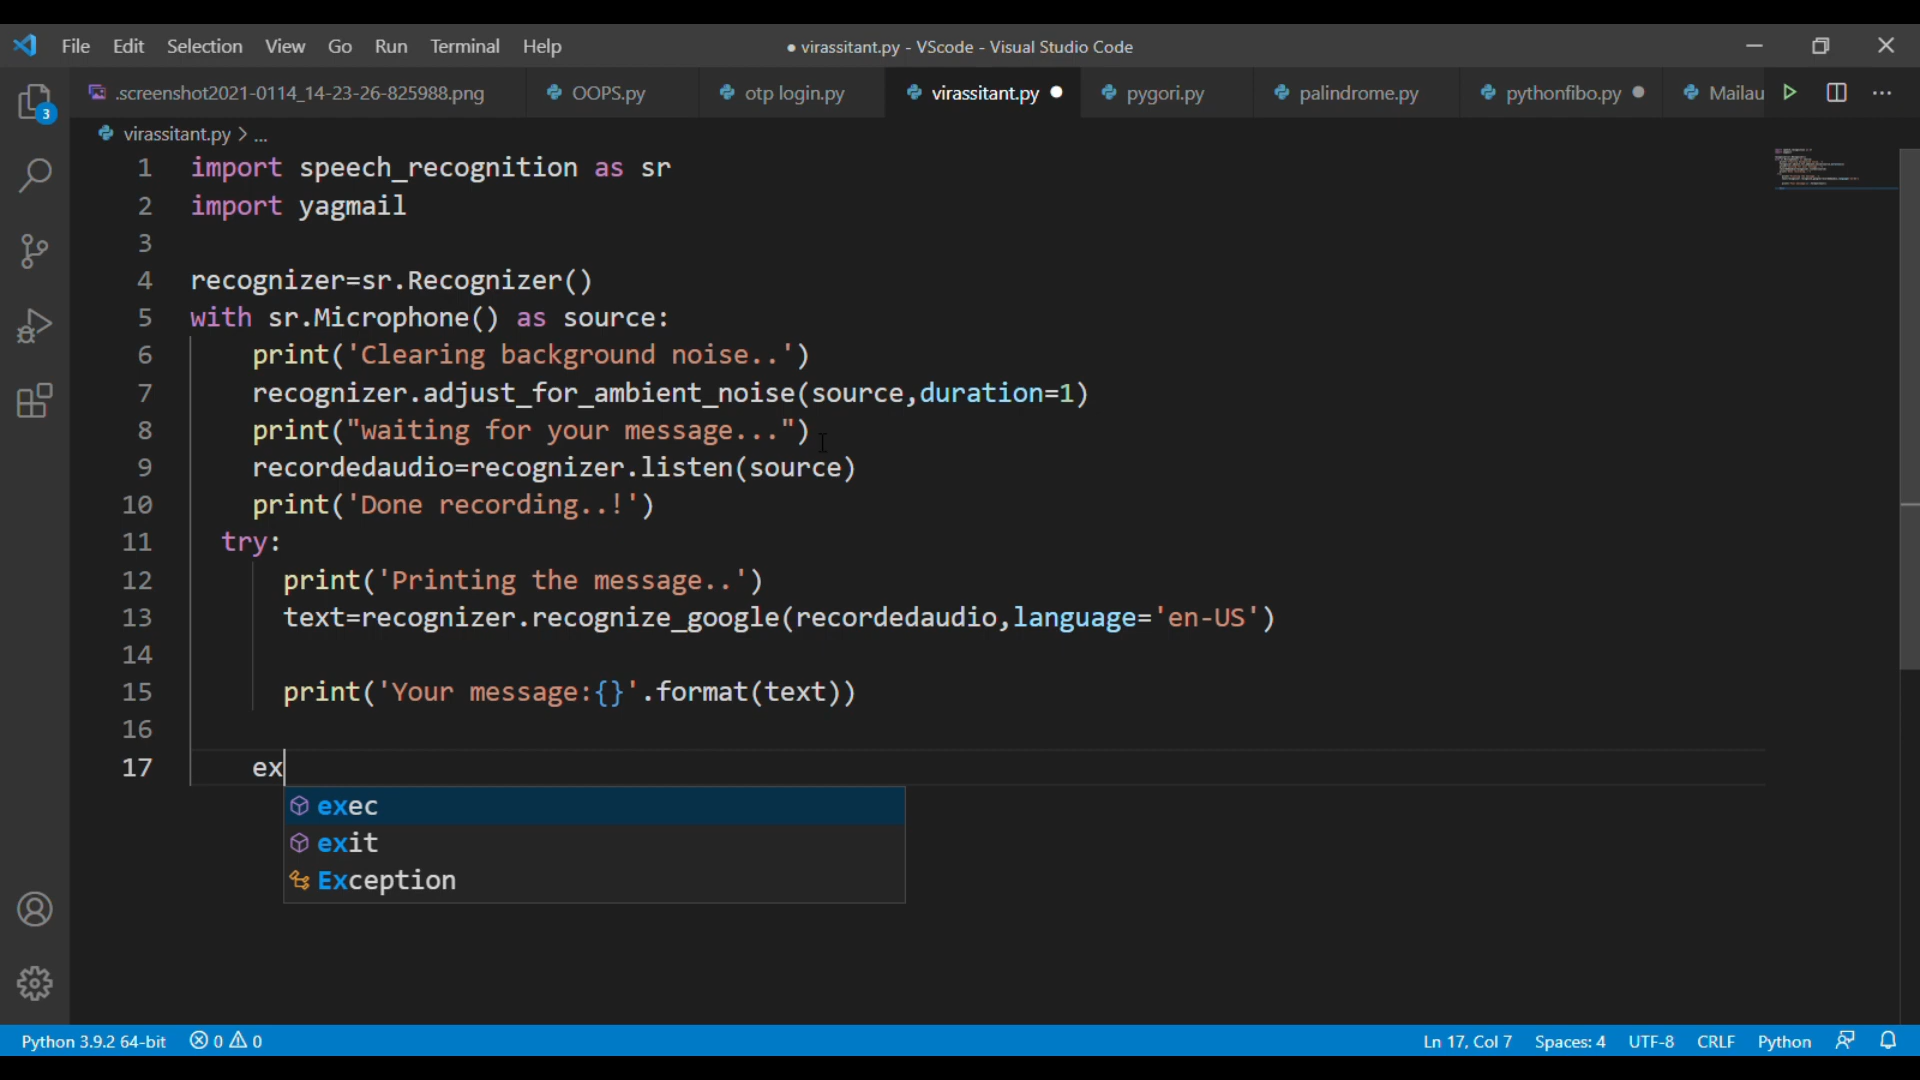 File Edit Selection View Go Run Terminal Help
● virassitant.py - VScode - Visual Studio Code
.screenshot2021-0114_14-23-26-825988.png OOPS.py otp login.py virassitant.py pygori.py palindrome.py pythonfibo.py Mailau
3
virassitant.py > ...
1 import speech_recognition as sr
2 import yagmail
3
4 recognizer=sr.Recognizer()
5 with sr.Microphone() as source:
6     print('Clearing background noise..')
7     recognizer.adjust_for_ambient_noise(source,duration=1)
8     print("waiting for your message...")
9     recordedaudio=recognizer.listen(source)
10     print('Done recording..!')
11   try:
12       print('Printing the message..')
13       text=recognizer.recognize_google(recordedaudio,language='en-US')
14
15       print('Your message:{}'.format(text))
16
17     ex
exec
exit
Exception
Python 3.9.2 64-bit 0 0 Ln 17, Col 7 Spaces: 4 UTF-8 CRLF Python